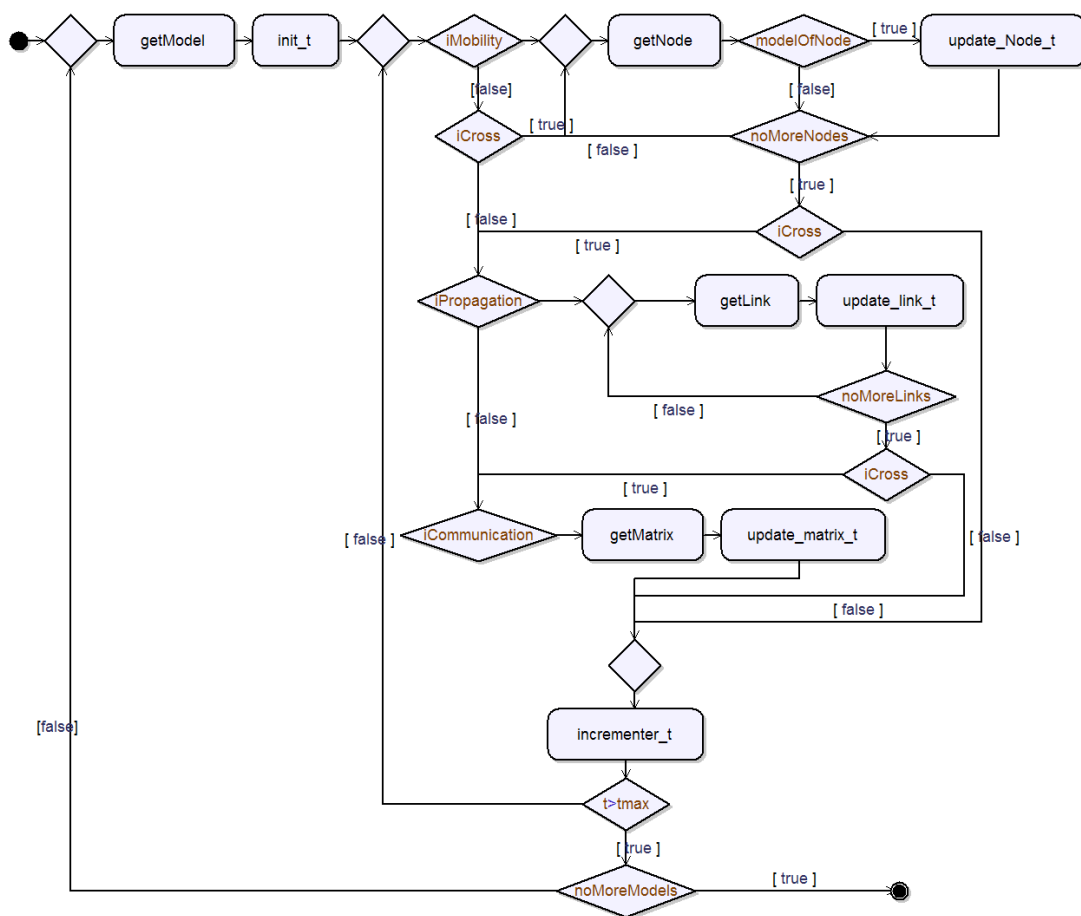 getModel
init_t
iMobility
getNode
modelOfNode
[ true ]
update_Node_t
[false]
[ false]
iCross
[ true ]
[ false ]
noMoreNodes
[ true ]
[ false ]
iCross
[ true ]
iPropagation
getLink
update_link_t
noMoreLinks
[ false ]
[ false ]
[ true ]
iCross
[ true ]
iCommunication
getMatrix
update_matrix_t
[ false ]
[ false ]
[ false ]
[false]
incrementer_t
t>tmax
[ true ]
noMoreModels
[ true ]